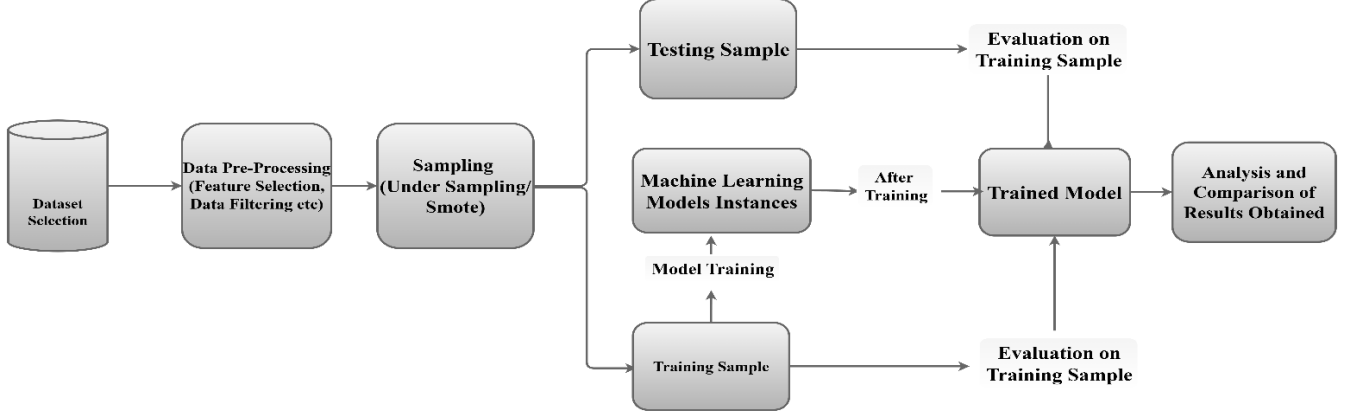 Dataset
Selection
Data Pre-Processing
(Feature Selection,
Data Filtering etc)
Sampling
(Under Sampling/
Smote)
Testing Sample
Evaluation on
Training Sample
Machine Learning
Models Instances
After
Training
Trained Model
Analysis and
Comparison of
Results Obtained
Model Training
Training Sample
Evaluation on
Training Sample